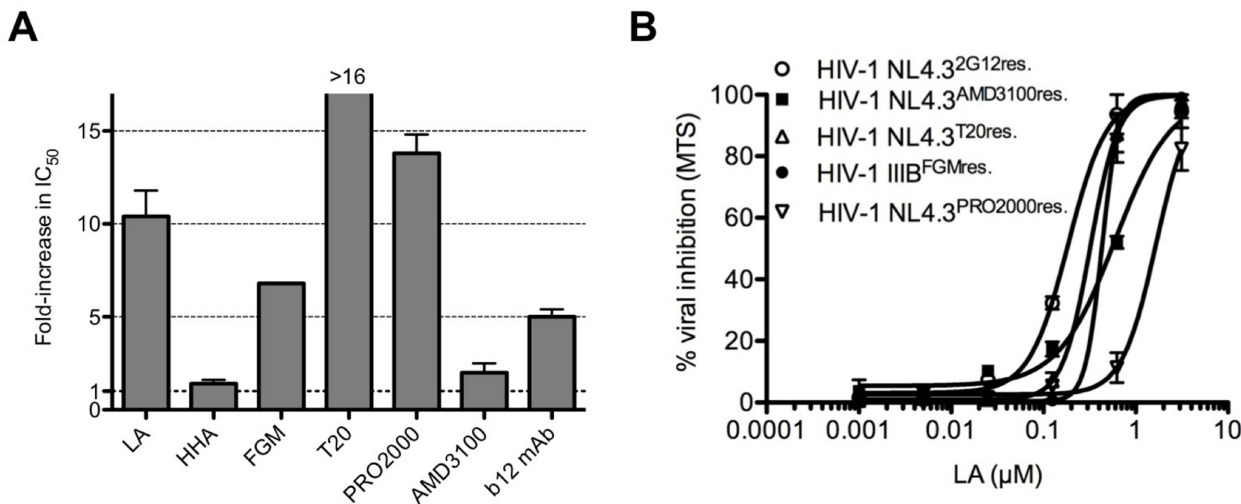 A
Fold-increase in IC50
>16
15
10
5
1
0
LA
HHA
FGM
T20
PRO2000
AMD3100
b12 mAb
B
HIV-1 NL4.3 2G12res.
HIV-1 NL4.3 AMD3100res.
HIV-1 NL4.3 T20res.
HIV-1 IIIB FGMres.
HIV-1 NL4.3 PRO2000res.
% viral inhibition (MTS)
100
80
60
40
20
0
0.0001 0.001 0.01 0.1 1 10
LA (µM)